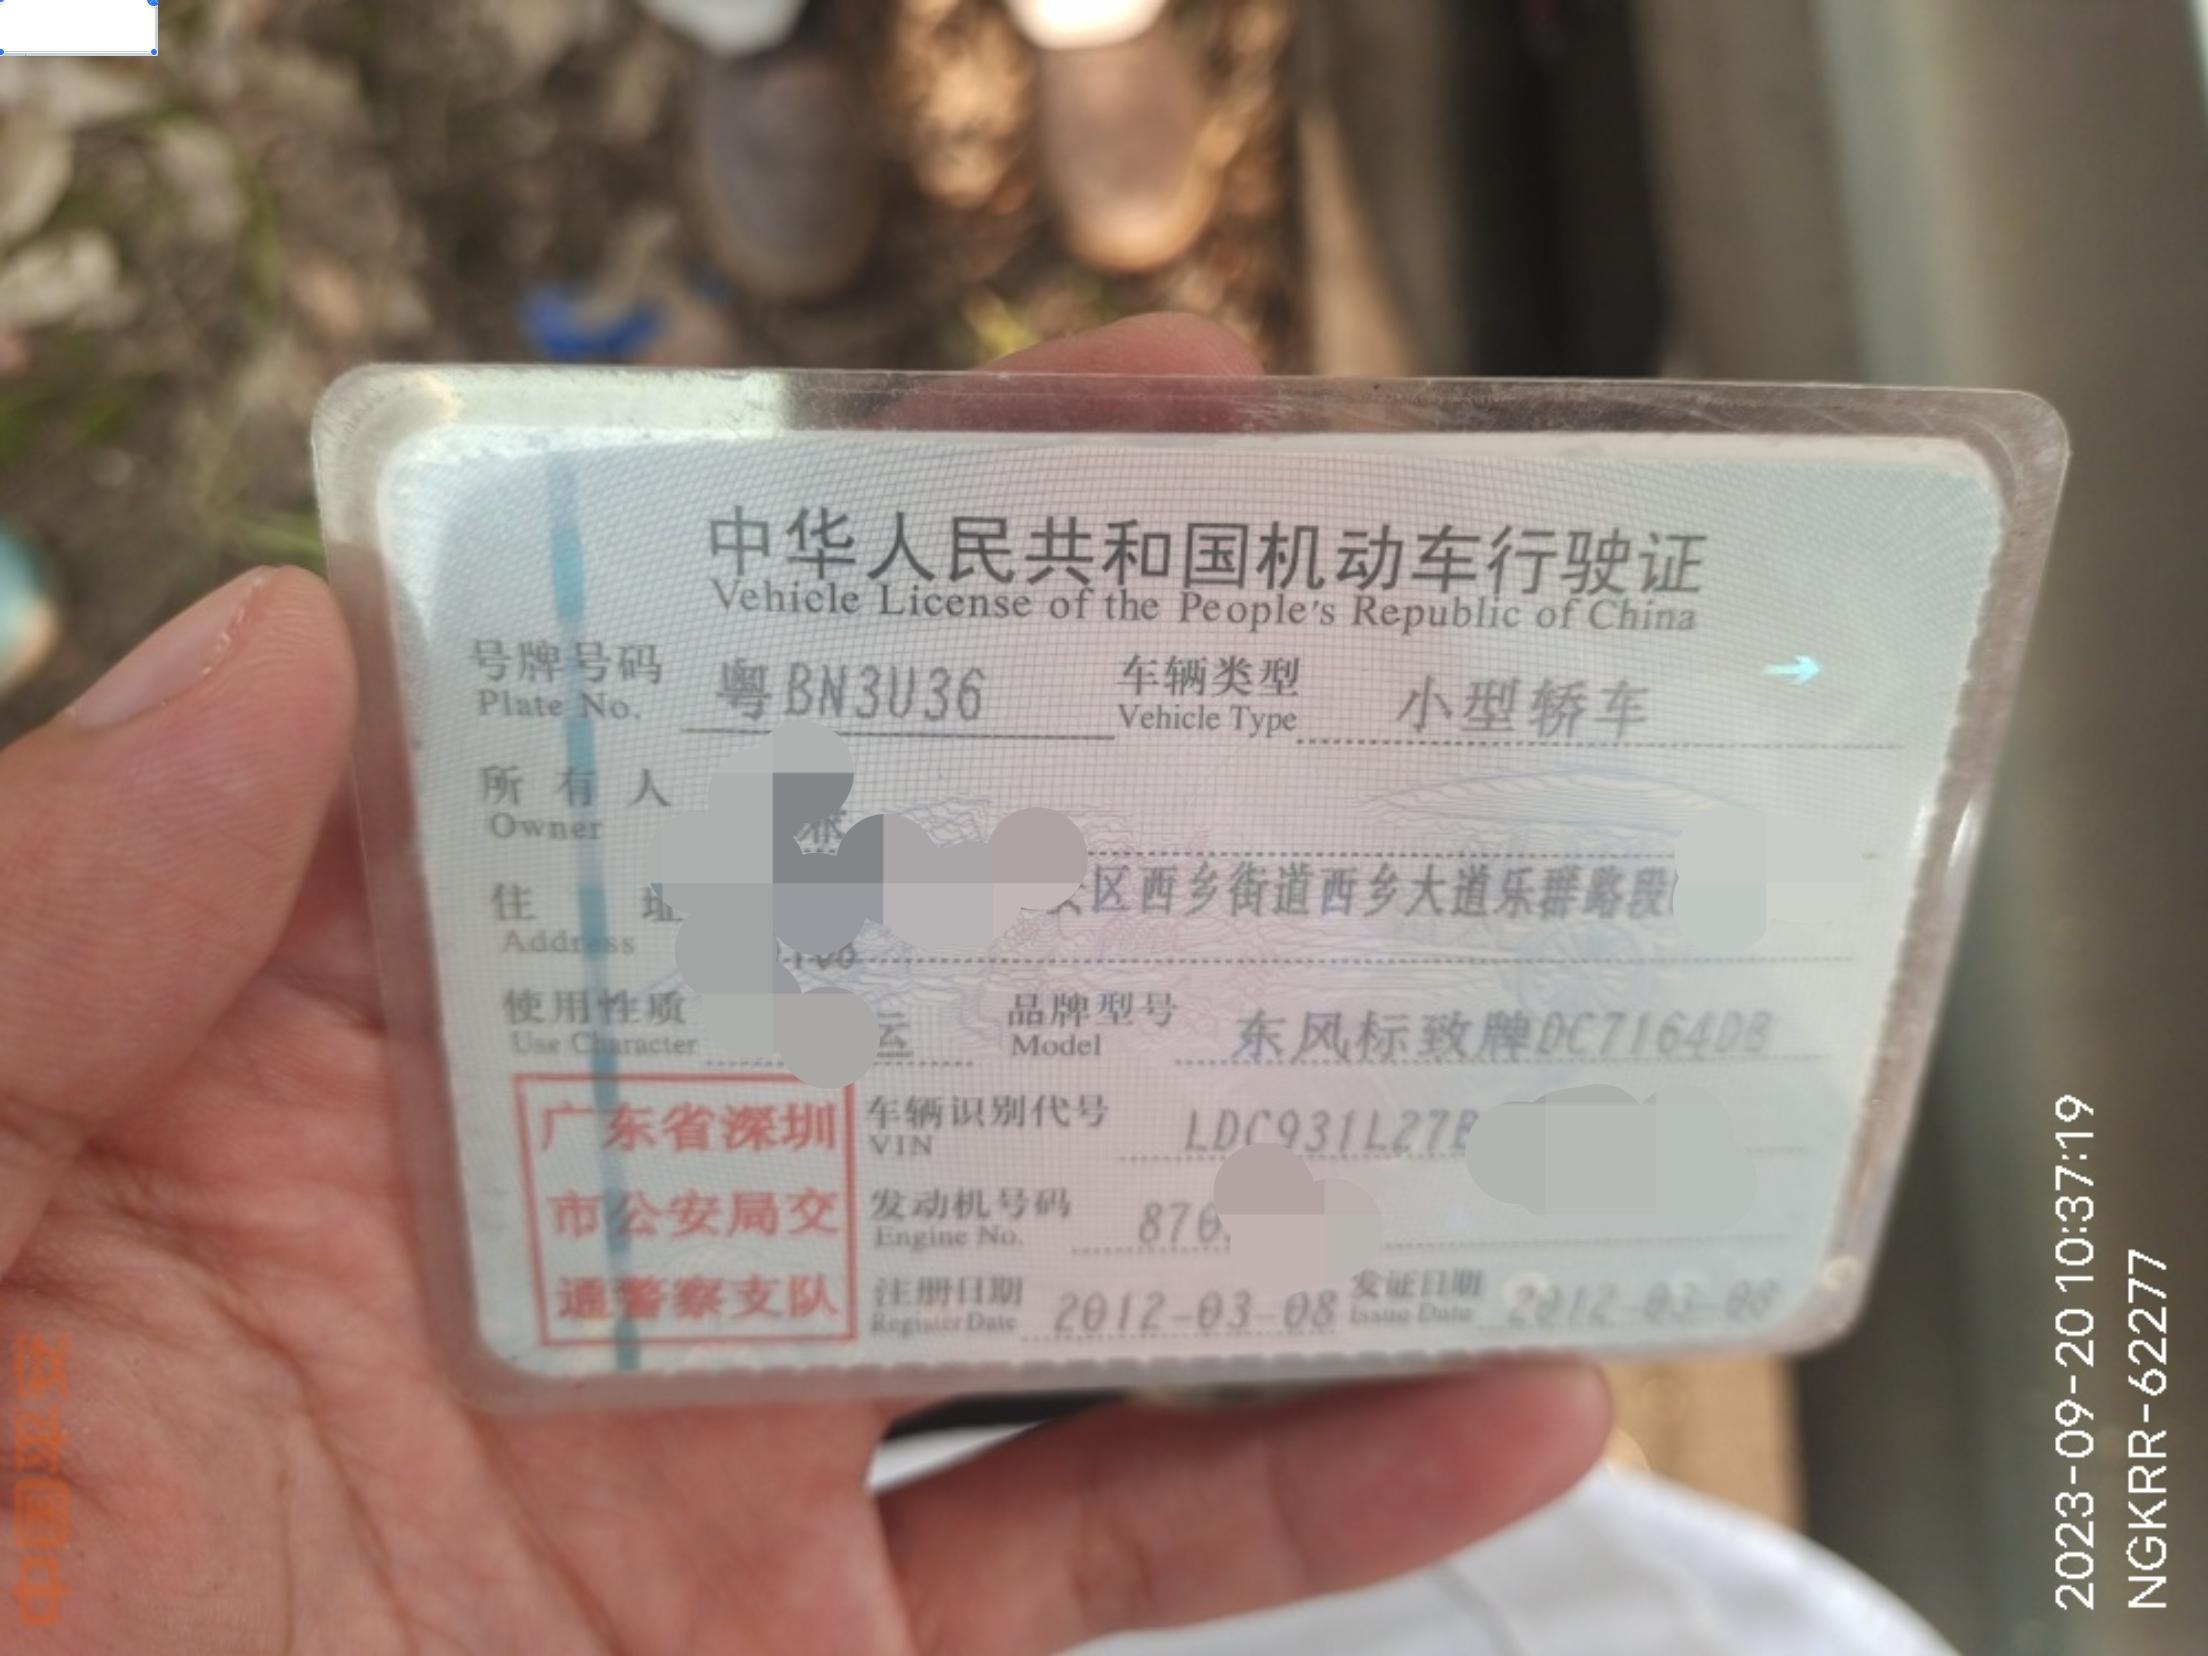 中华人民共和国机动车行驶证
Vehicle License of the People's Republic of China
号牌号码 粤BN3U36 车辆类型 小型轿车
Plate No. Vehicle Type
所有人
Owner
住址 区西乡街道西乡大道乐群路段
Address
使用性质 品牌型号 东风标致牌DC7164DB
Use Character Model
广东省深圳
市公安局交
通警察支队
车辆识别代号 LDC931L27
VIN
发动机号码 870
Engine No.
注册日期 2012-03-08 发证日期 2012-03-08
Register Date Issue Date
2023-09-20 10:37:19
NGKRR-62277